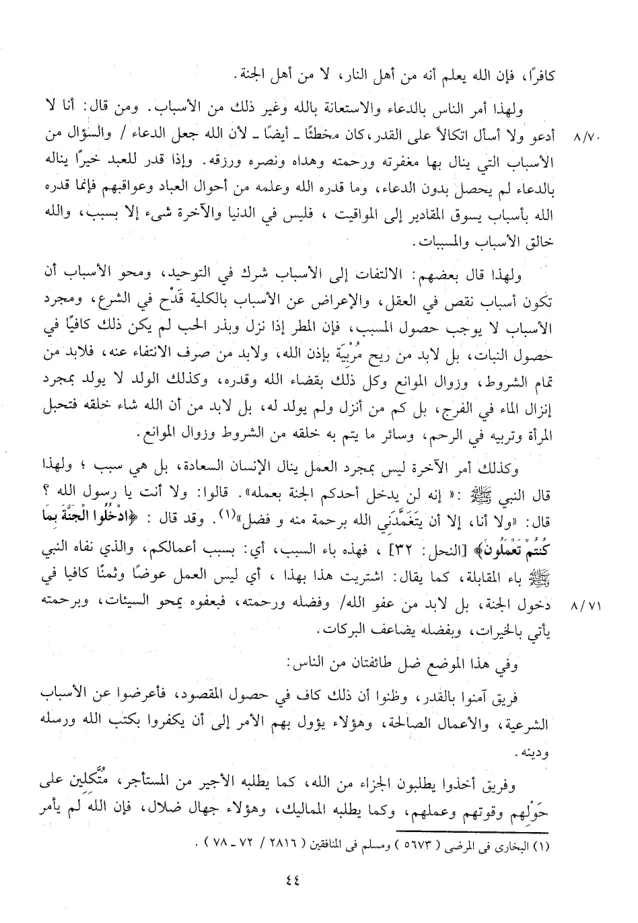 كافرًا، فإن الله يعلم أنه من أهل النار، لا من أهل الجنة.
ولهذا أمر الناس بالدعاء والاستعانة بالله وغير ذلك من الأسباب. ومن قال: أنا لا
٨/٧٠ أدعو ولا أسأل اتكالاً على القدر، كان مخطئًا ـ أيضًا ـ لأن الله جعل الدعاء / والسؤال من
الأسباب التي ينال بها مغفرته ورحمته وهداه ونصره ورزقه. وإذا قدر للعبد خيرًا يناله
بالدعاء لم يحصل بدون الدعاء، وما قدره الله وعلمه من أحوال العباد وعواقبهم فإنما قدره
الله بأسباب يسوق المقادير إلى المواقيت ، فليس في الدنيا والآخرة شىء إلا بسبب، والله
خالق الأسباب والمسببات.
ولهذا قال بعضهم: الالتفات إلى الأسباب شرك في التوحيد، ومحو الأسباب أن
تكون أسباب نقص في العقل، والإعراض عن الأسباب بالكلية قَدْح في الشرع، ومجرد
الأسباب لا يوجب حصول المسبب، فإن المطر إذا نزل وبذر الحب لم يكن ذلك كافيًا في
حصول النبات، بل لابد من ريح مُرْبِيَة بإذن الله، ولابد من صرف الانتفاء عنه، فلابد من
تمام الشروط، وزوال الموانع وكل ذلك بقضاء الله وقدره، وكذلك الولد لا يولد بمجرد
إنزال الماء في الفرج، بل كم من أنزل ولم يولد له، بل لابد من أن الله شاء خلقه فتحبل
المرأة وتربيه في الرحم، وسائر ما يتم به خلقه من الشروط وزوال الموانع.
وكذلك أمر الآخرة ليس بمجرد العمل ينال الإنسان السعادة، بل هي سبب ؛ ولهذا
قال النبي ﷺ :« إنه لن يدخل أحدكم الجنة بعمله». قالوا: ولا أنت يا رسول الله ؟
قال: «ولا أنا، إلا أن يَتَغَمَّدَني الله برحمة منه و فضل»(١). وقد قال : ﴿ادْخُلُوا الْجَنَّةَ بِمَا
كُنتُمْ تَعْمَلُونَ﴾ [النحل: ٣٢] ، فهذه باء السبب، أي: بسبب أعمالكم، والذي نفاه النبي
ﷺ باء المقابلة، كما يقال: اشتريت هذا بهذا ، أي ليس العمل عوضًا وثمنًا كافيا في
٨/٧١ دخول الجنة، بل لابد من عفو الله/ وفضله ورحمته، فبعفوه يمحو السيئات، وبرحمته
يأتي بالخيرات، وبفضله يضاعف البركات.
وفي هذا الموضع ضل طائفتان من الناس:
فريق آمنوا بالقدر، وظنوا أن ذلك كاف في حصول المقصود، فأعرضوا عن الأسباب
الشرعية، والأعمال الصالحة، وهؤلاء يؤول بهم الأمر إلى أن يكفروا بكتب الله ورسله
ودينه.
وفريق أخذوا يطلبون الجزاء من الله، كما يطلبه الأجير من المستأجر، مُتَّكلِين على
حَوْلِهم وقوتهم وعملهم، وكما يطلبه المماليك، وهؤلاء جهال ضلال، فإن الله لم يأمر
(١) البخارى فى المرضى ( ٥٦٧٣ ) ومسلم فى المنافقين ( ٢٨١٦ / ٧٢ ـ ٧٨ ) .
٤٤